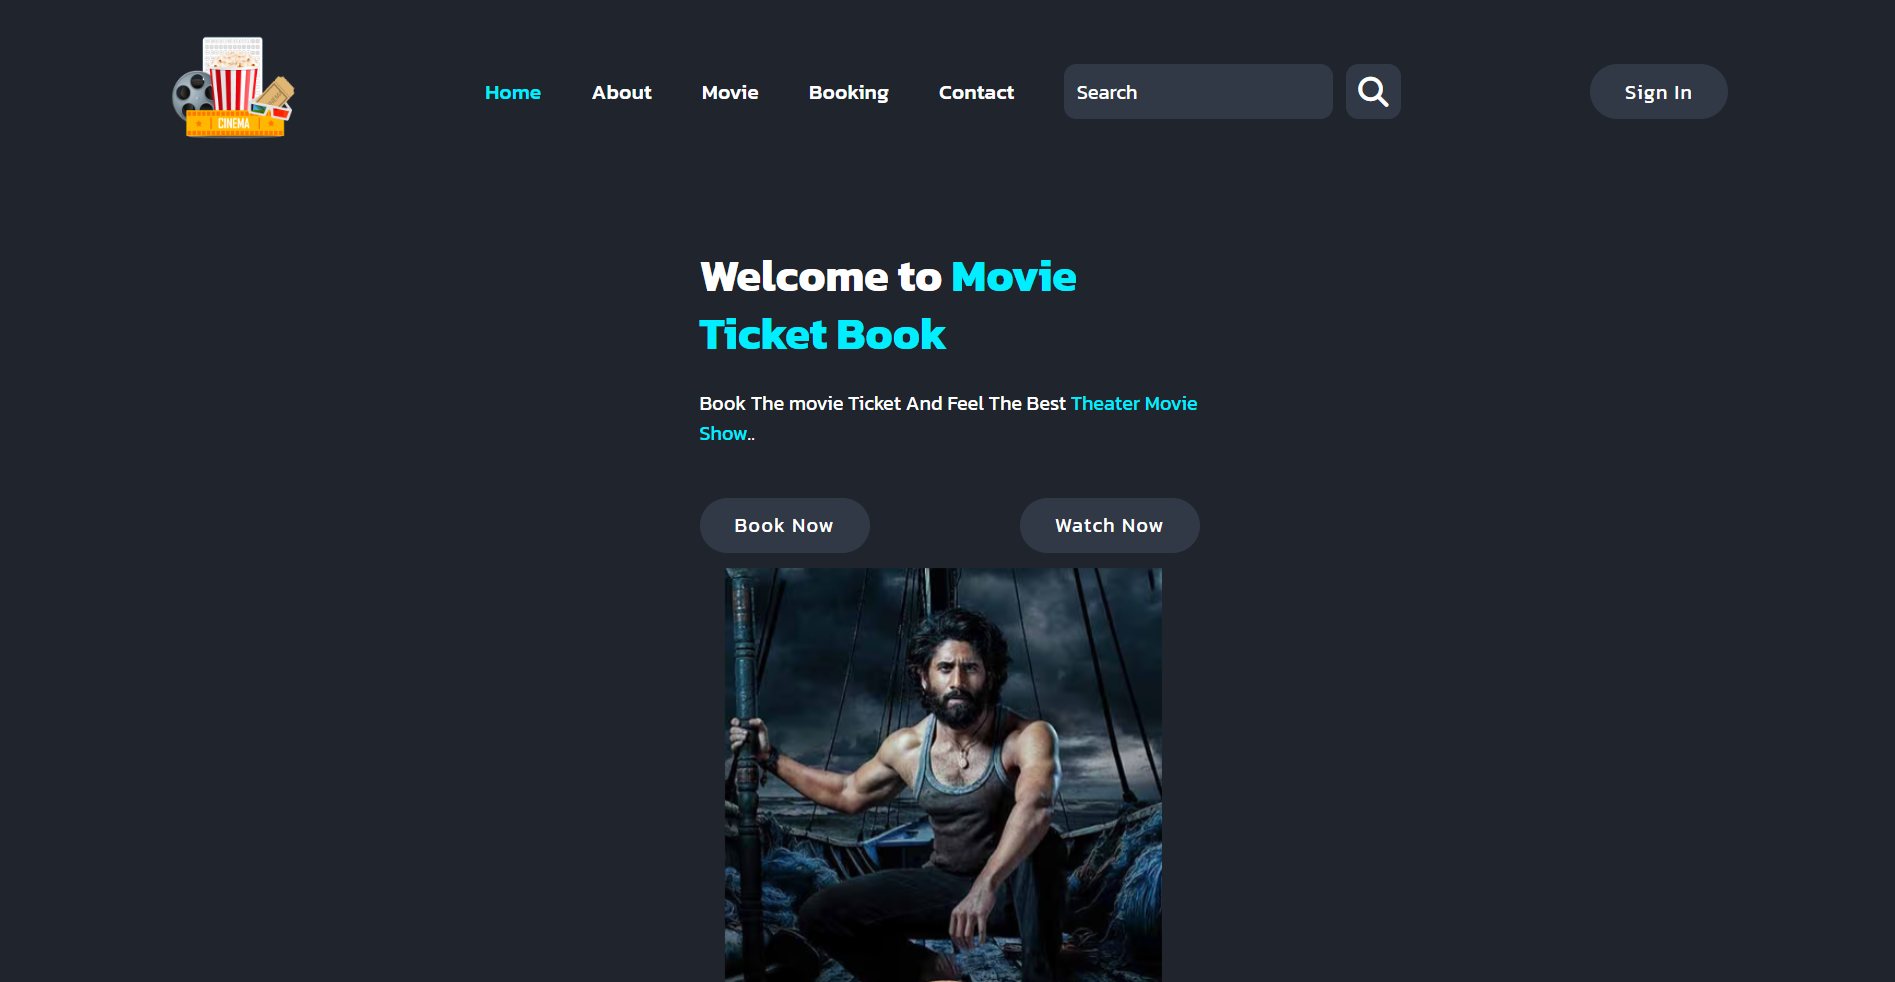 CINEMA
Home About Movie Booking Contact Search Sign In
Welcome to Movie
Ticket Book
Book The movie Ticket And Feel The Best Theater Movie
Show..
Book Now Watch Now